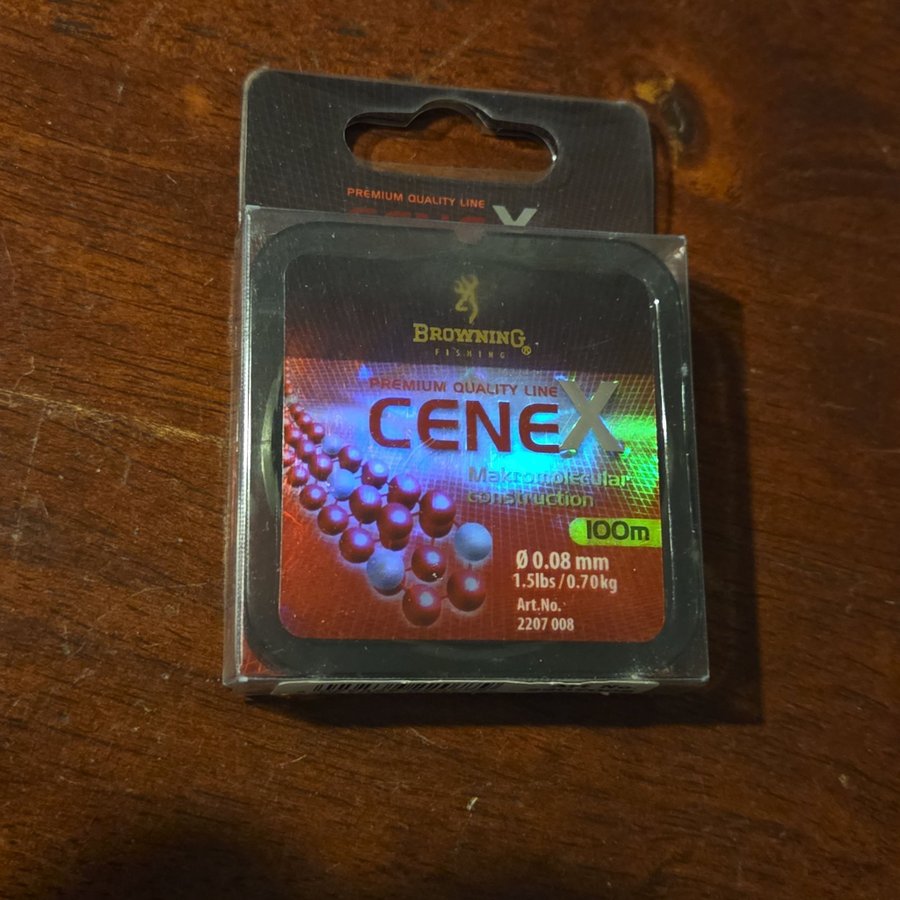 PREMIUM QUALITY LINE
CENEX
BROWNING®
FISHING
PREMIUM QUALITY LINE
CENEX
Makromolecular
construction
100m
Ø 0.08 mm
1.5lbs / 0.70kg
Art.No.
2207 008